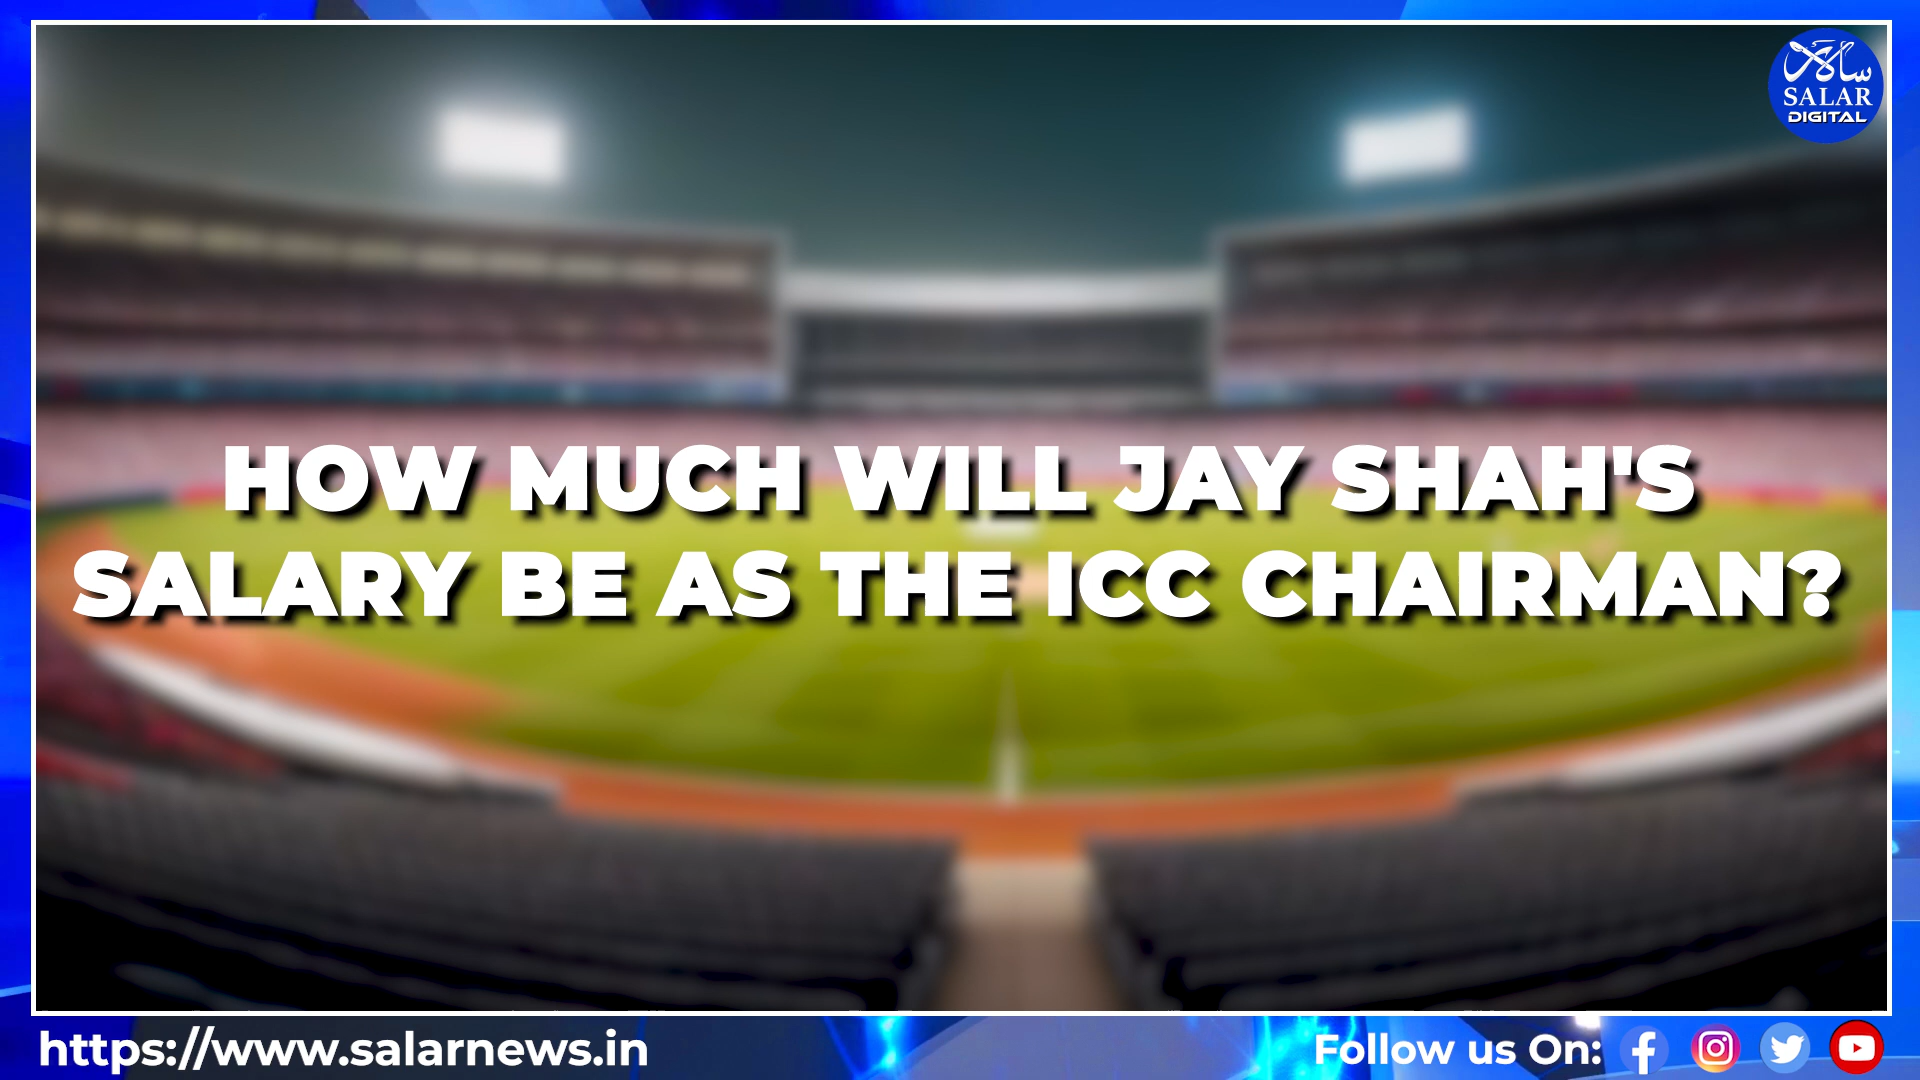 سالار
SALAR
DIGITAL
HOW MUCH WILL JAY SHAH'S
SALARY BE AS THE ICC CHAIRMAN?
https://www.salarnews.in
Follow us On: